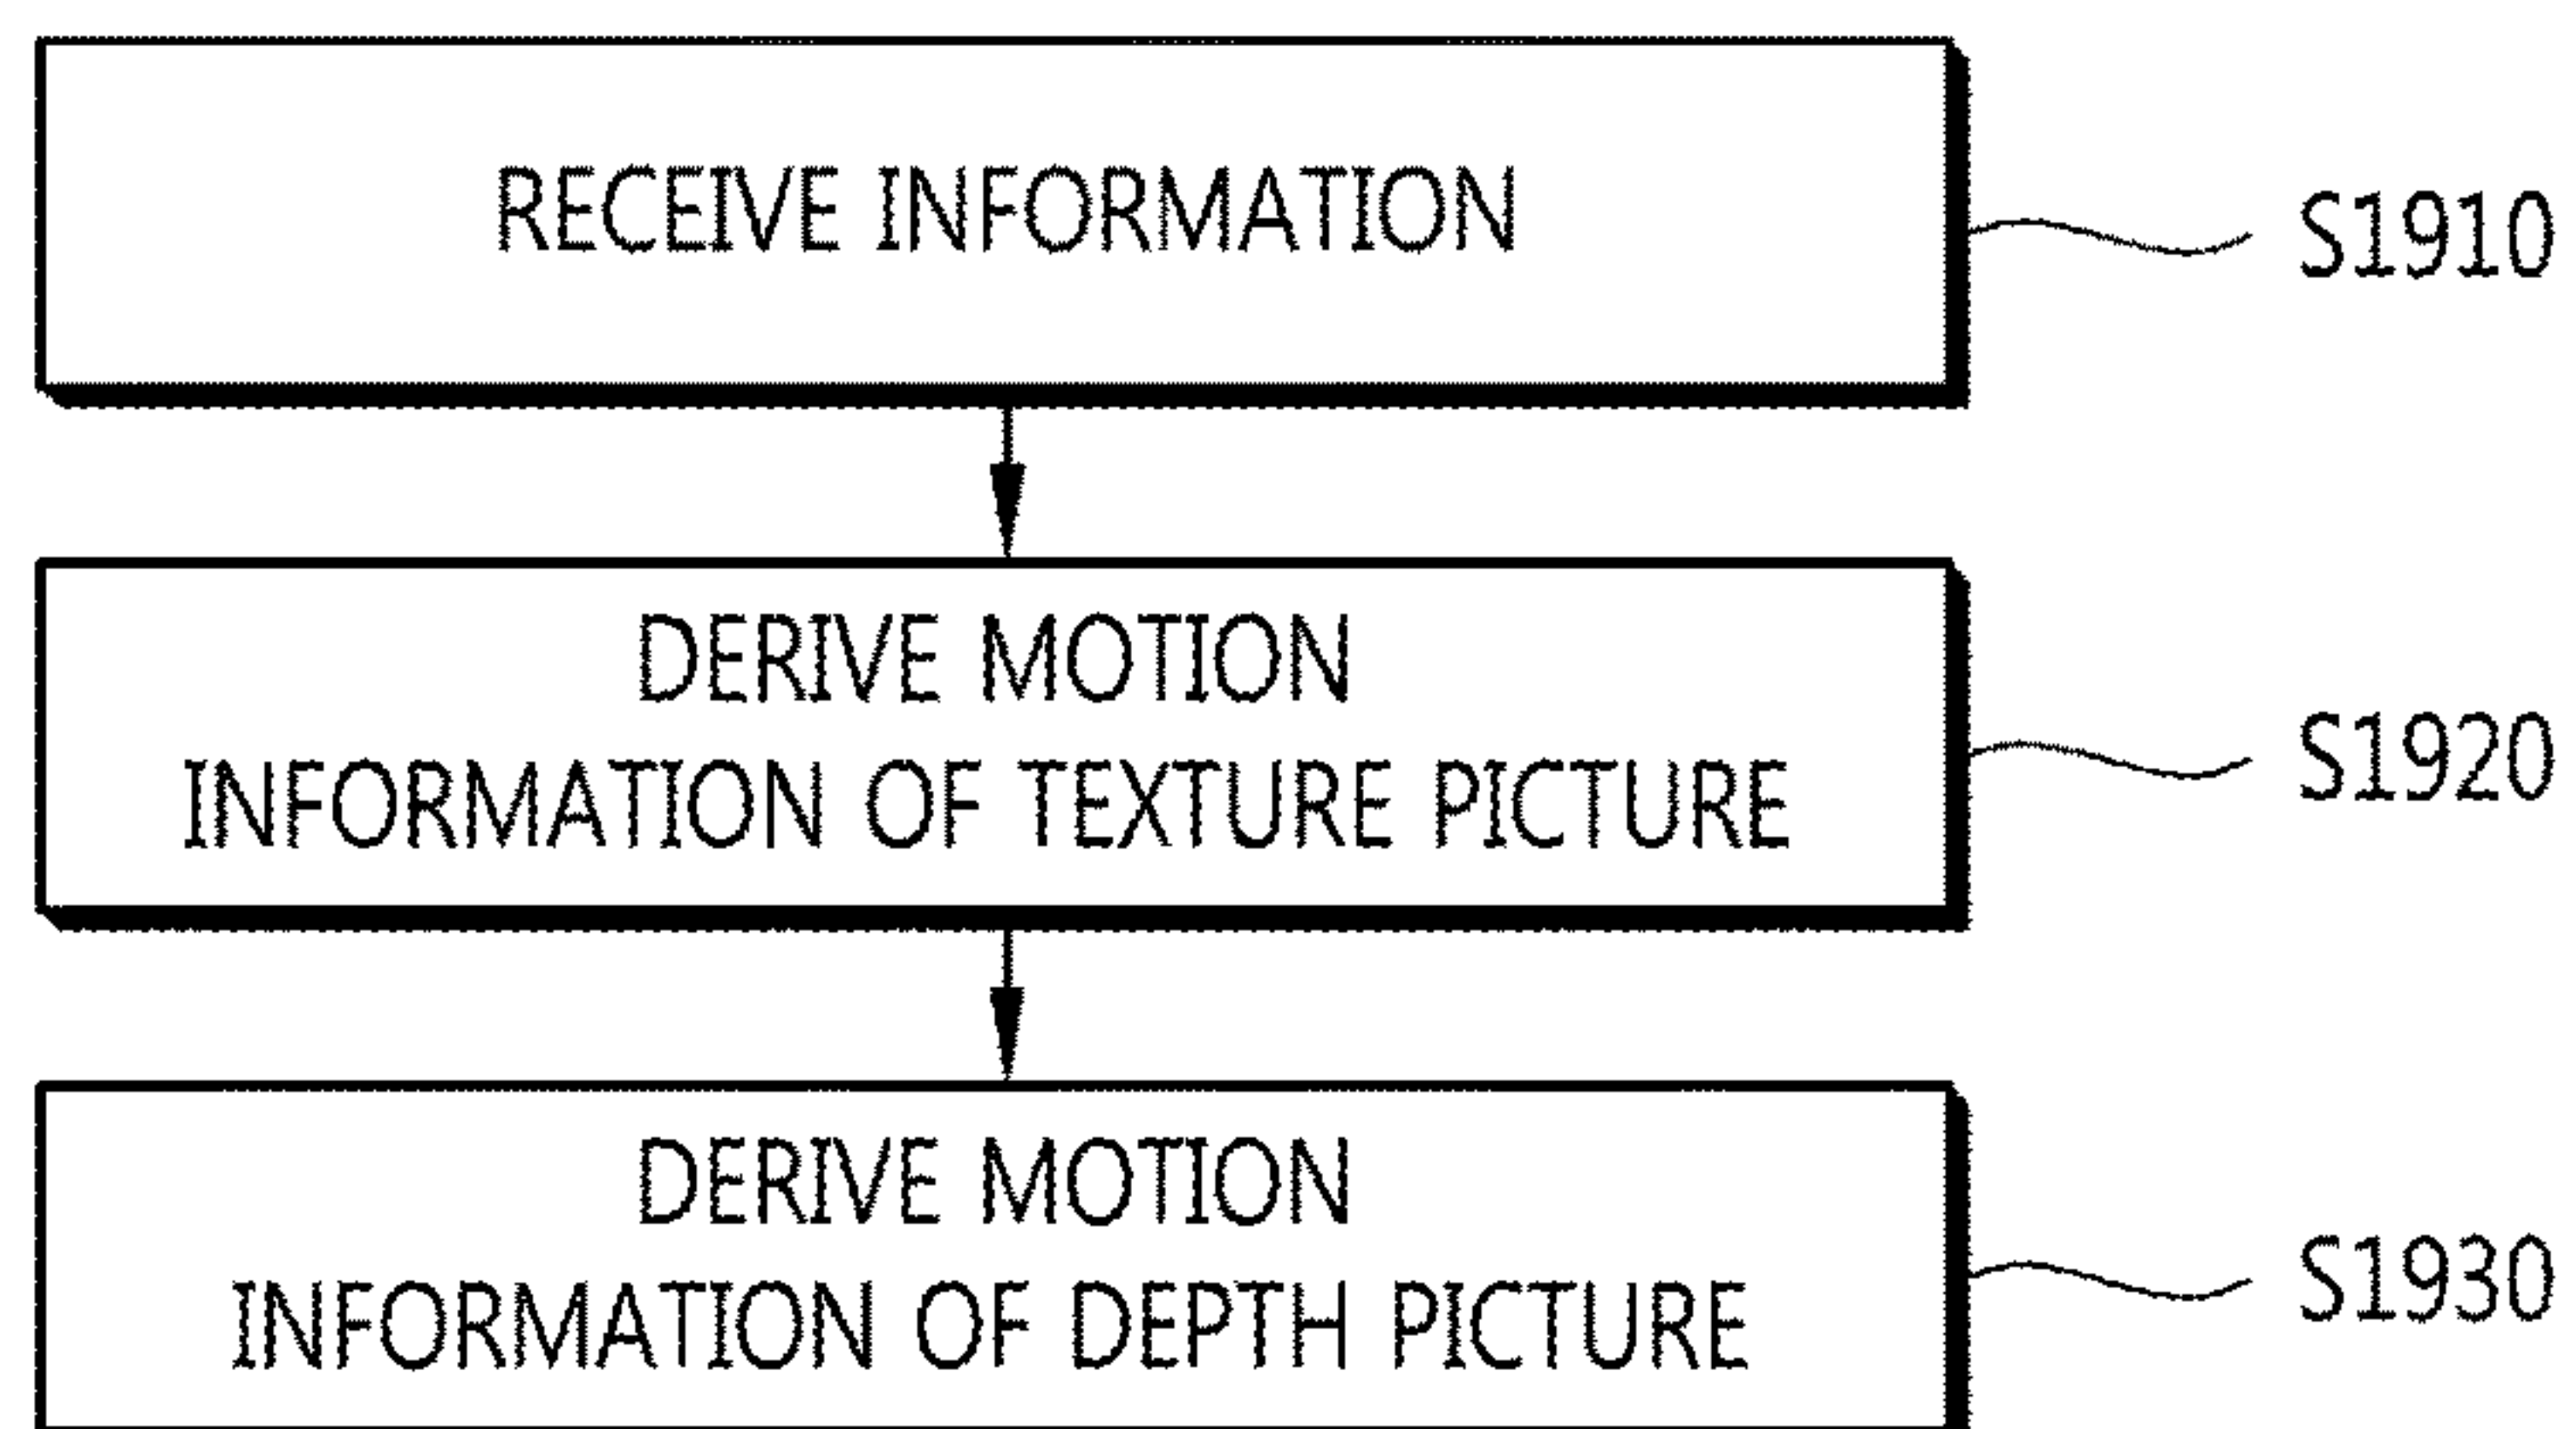 RECEIVE INFORMATION
S1910
DERIVE MOTION
INFORMATION OF TEXTURE PICTURE
S1920
DERIVE MOTION
INFORMATION OF DEPTH PICTURE
S1930